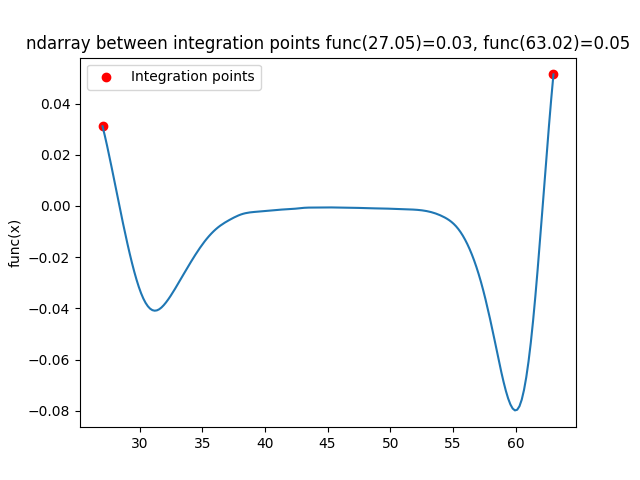 ndarray between integration points func(27.05)=0.03, func(63.02)=0.05
Integration points
func(x)
0.04
0.02
0.00
−0.02
−0.04
−0.06
−0.08
30 35 40 45 50 55 60